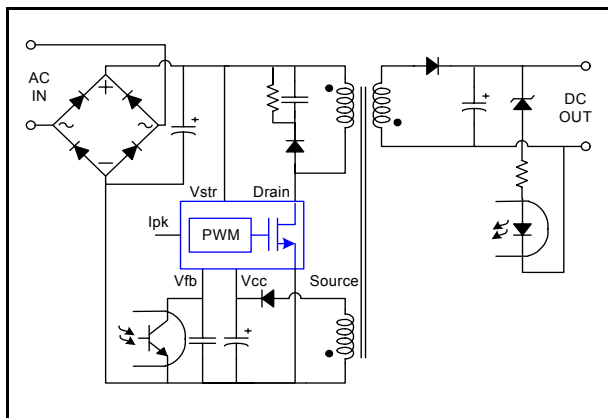 AC
IN
+
+
+
DC
OUT
~
~
−
Vstr
Drain
Ipk
PWM
Vfb
Vcc
Source
+